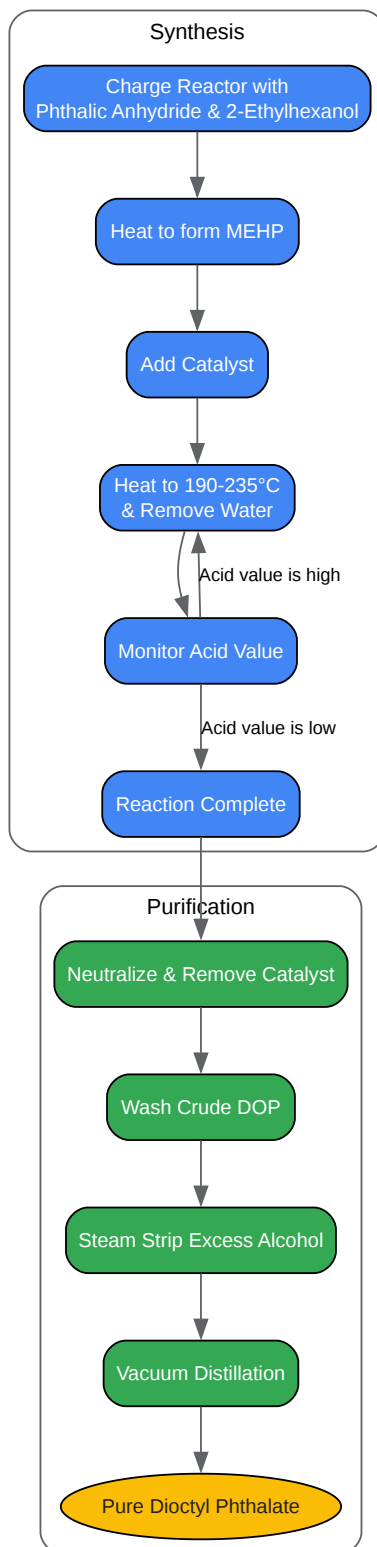 Synthesis
Charge Reactor with
Phthalic Anhydride & 2-Ethylhexanol
Heat to form MEHP
Add Catalyst
Heat to 190-235°C
& Remove Water
Acid value is high
Monitor Acid Value
Acid value is low
Reaction Complete
Purification
Neutralize & Remove Catalyst
Wash Crude DOP
Steam Strip Excess Alcohol
Vacuum Distillation
Pure Dioctyl Phthalate